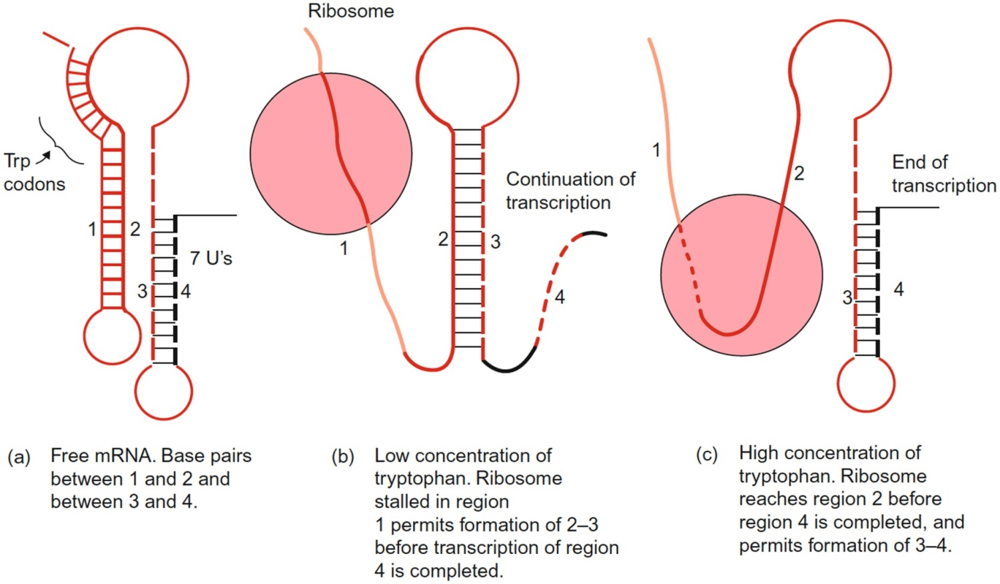 Ribosome
Trp
codons
1
2
3
4
7 U's
1
2
3
4
Continuation of
transcription
1
2
3
4
End of
transcription
(a) Free mRNA. Base pairs
between 1 and 2 and
between 3 and 4.
(b) Low concentration of
tryptophan. Ribosome
stalled in region
1 permits formation of 2–3
before transcription of region
4 is completed.
(c) High concentration of
tryptophan. Ribosome
reaches region 2 before
region 4 is completed, and
permits formation of 3–4.